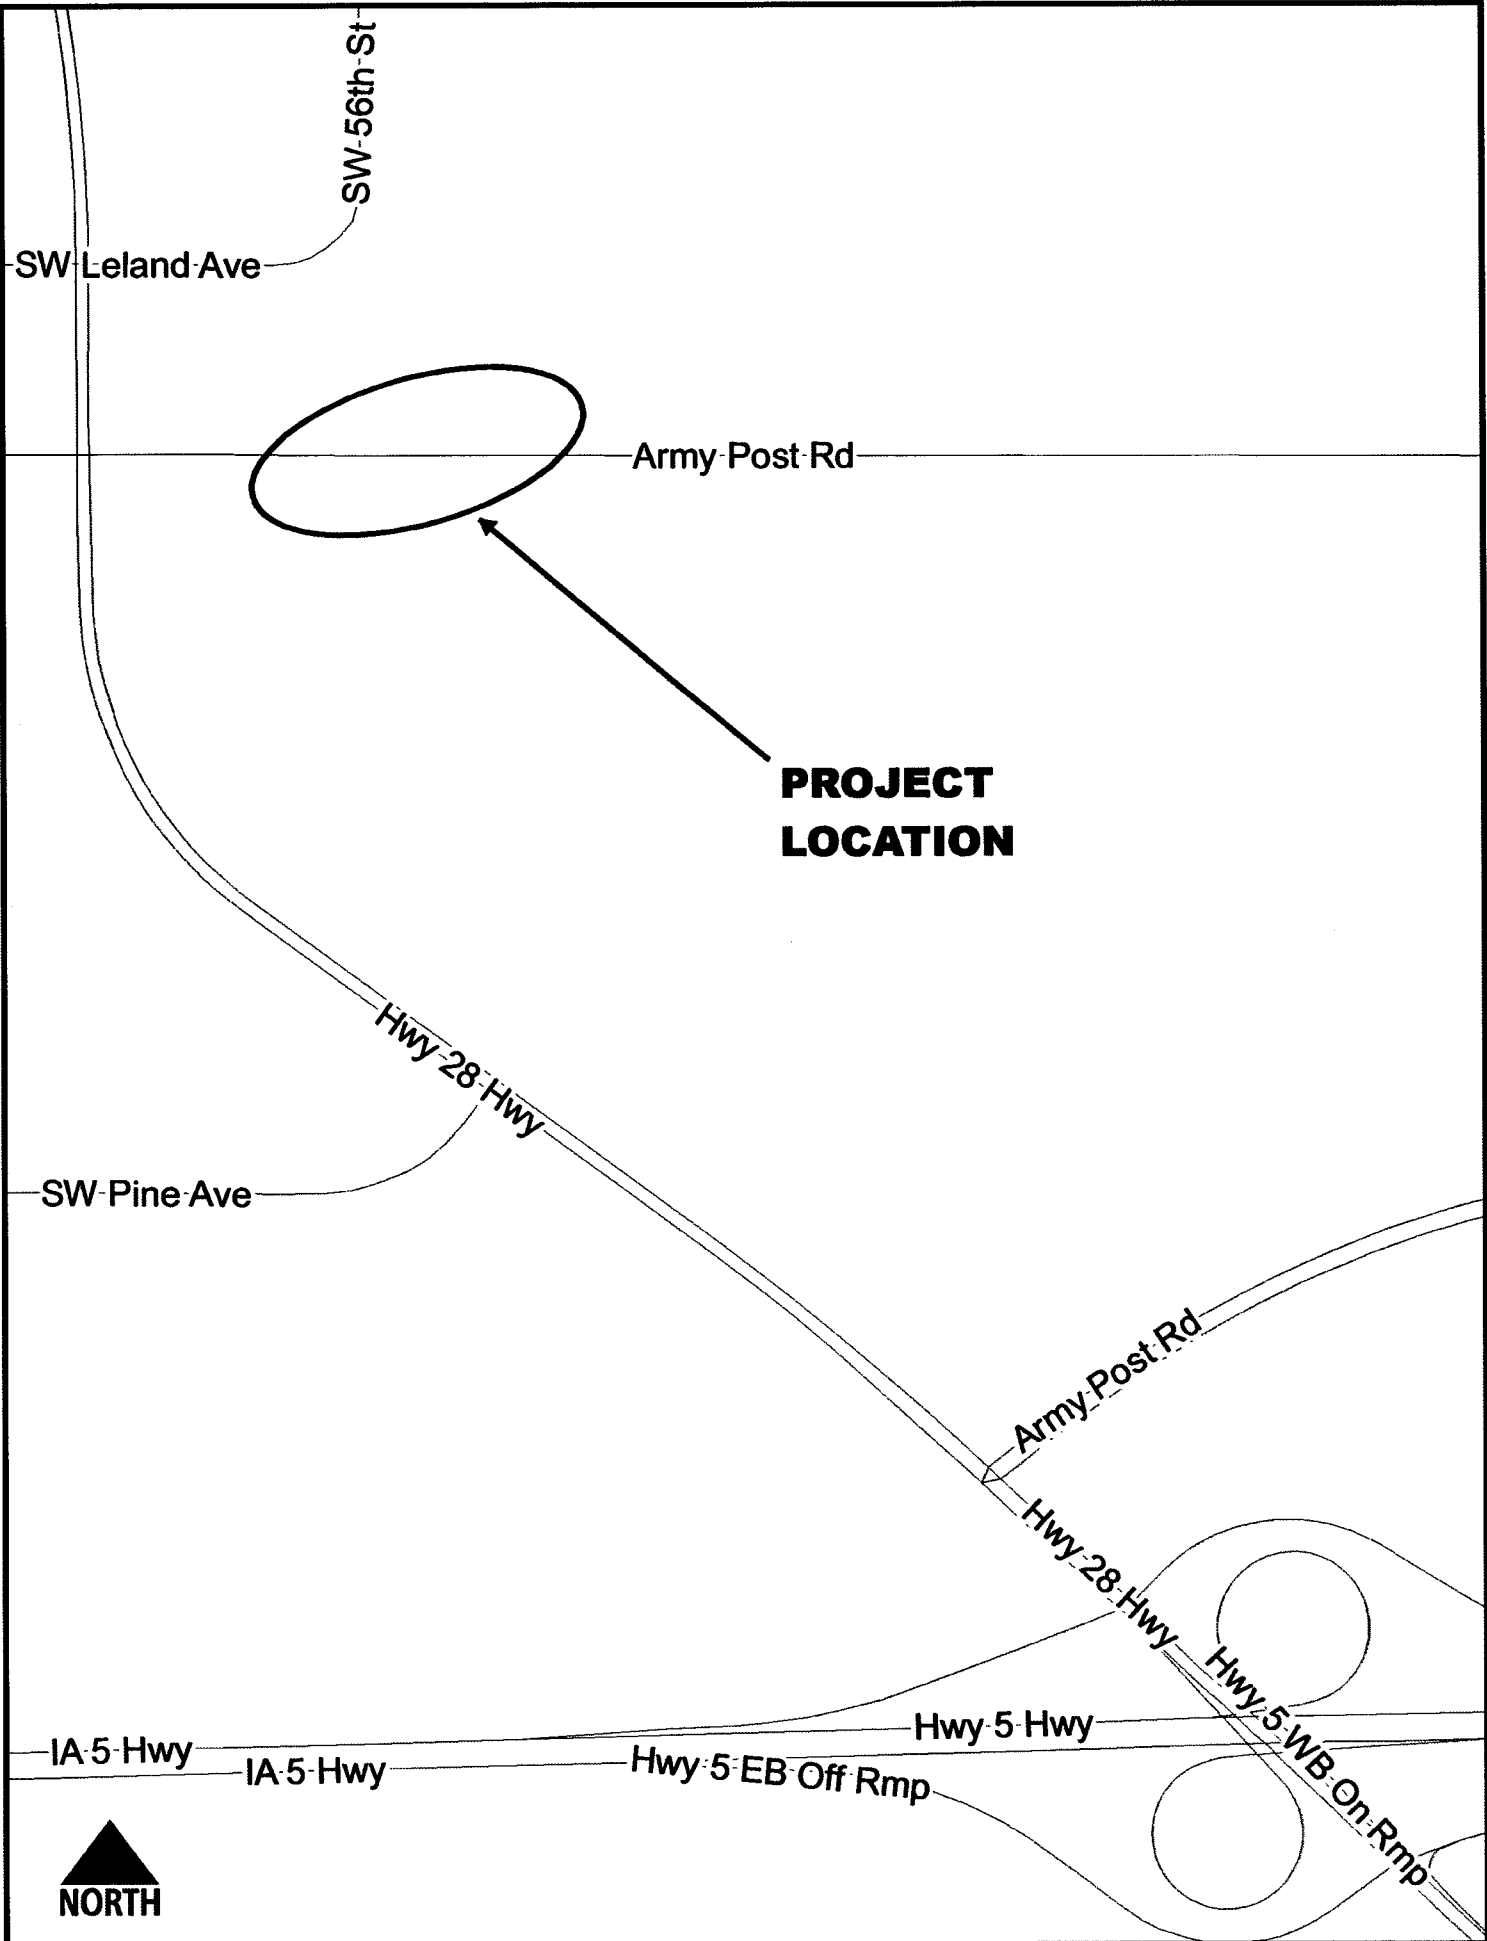 SW 56th St
SW Leland Ave
Army Post Rd
PROJECT
LOCATION
Hwy 28 Hwy
SW Pine Ave
Army Post Rd
Hwy 28 Hwy
Hwy 5 WB On Rmp
Hwy 5 Hwy
IA 5 Hwy
IA 5 Hwy
Hwy 5 EB Off Rmp
NORTH